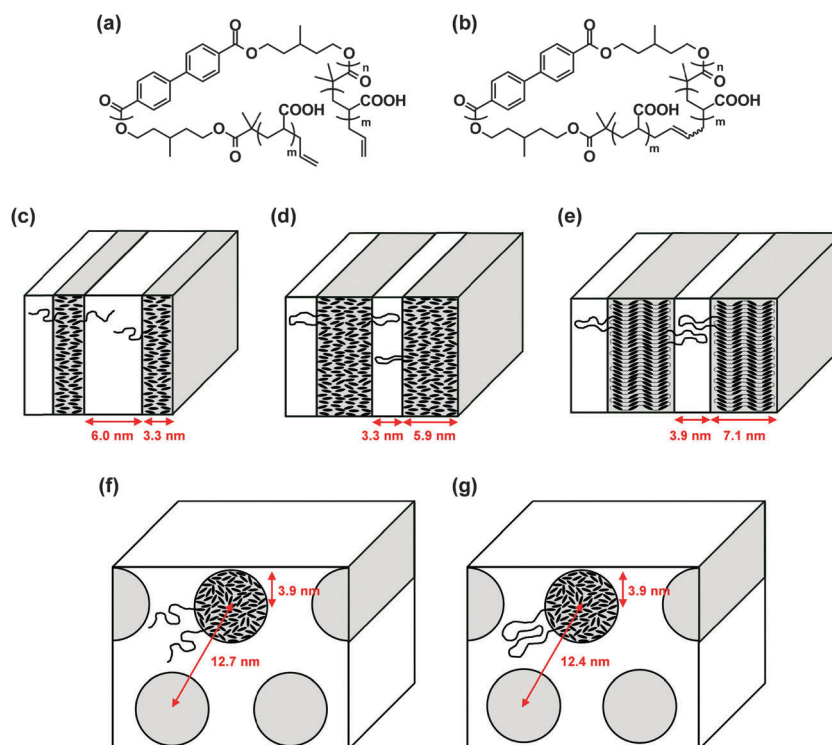 (a)
O
O
O
n
O
COOH
m
COOH
O
O
O
O
m
(b)
O
O
O
n
O
COOH
m
COOH
O
O
O
O
m
(c)
6.0 nm
3.3 nm
(d)
3.3 nm
5.9 nm
(e)
3.9 nm
7.1 nm
(f)
3.9 nm
12.7 nm
(g)
3.9 nm
12.4 nm